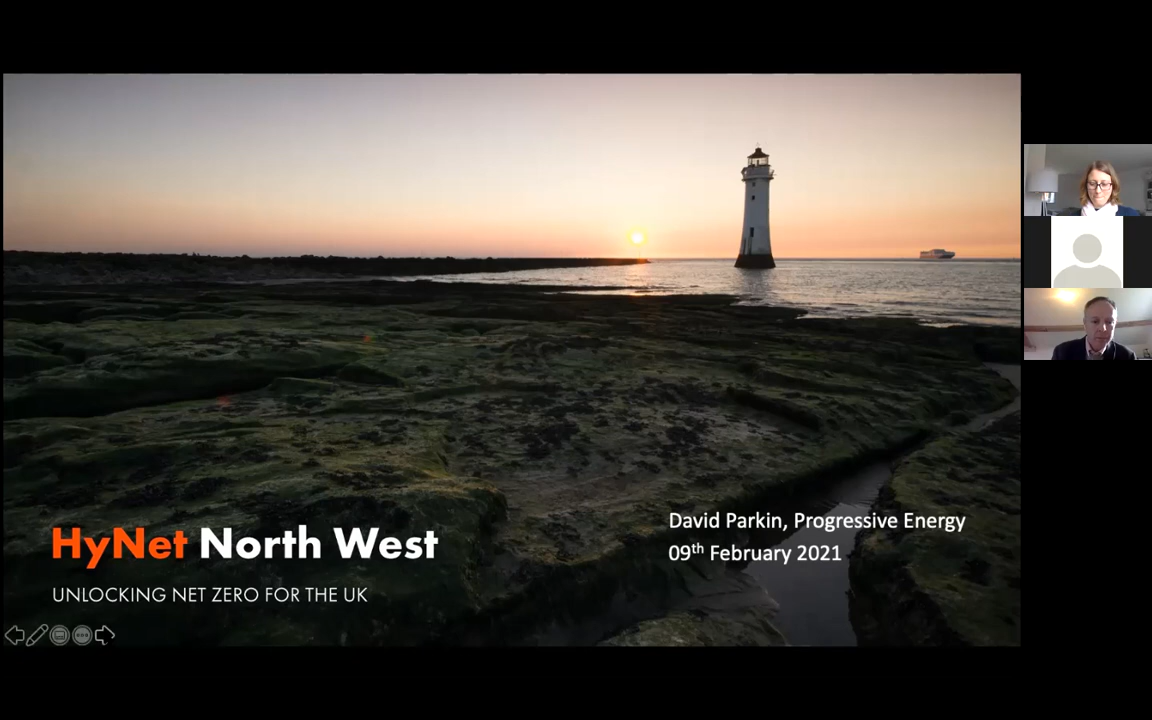 HyNet North West
UNLOCKING NET ZERO FOR THE UK
David Parkin, Progressive Energy
09th February 2021